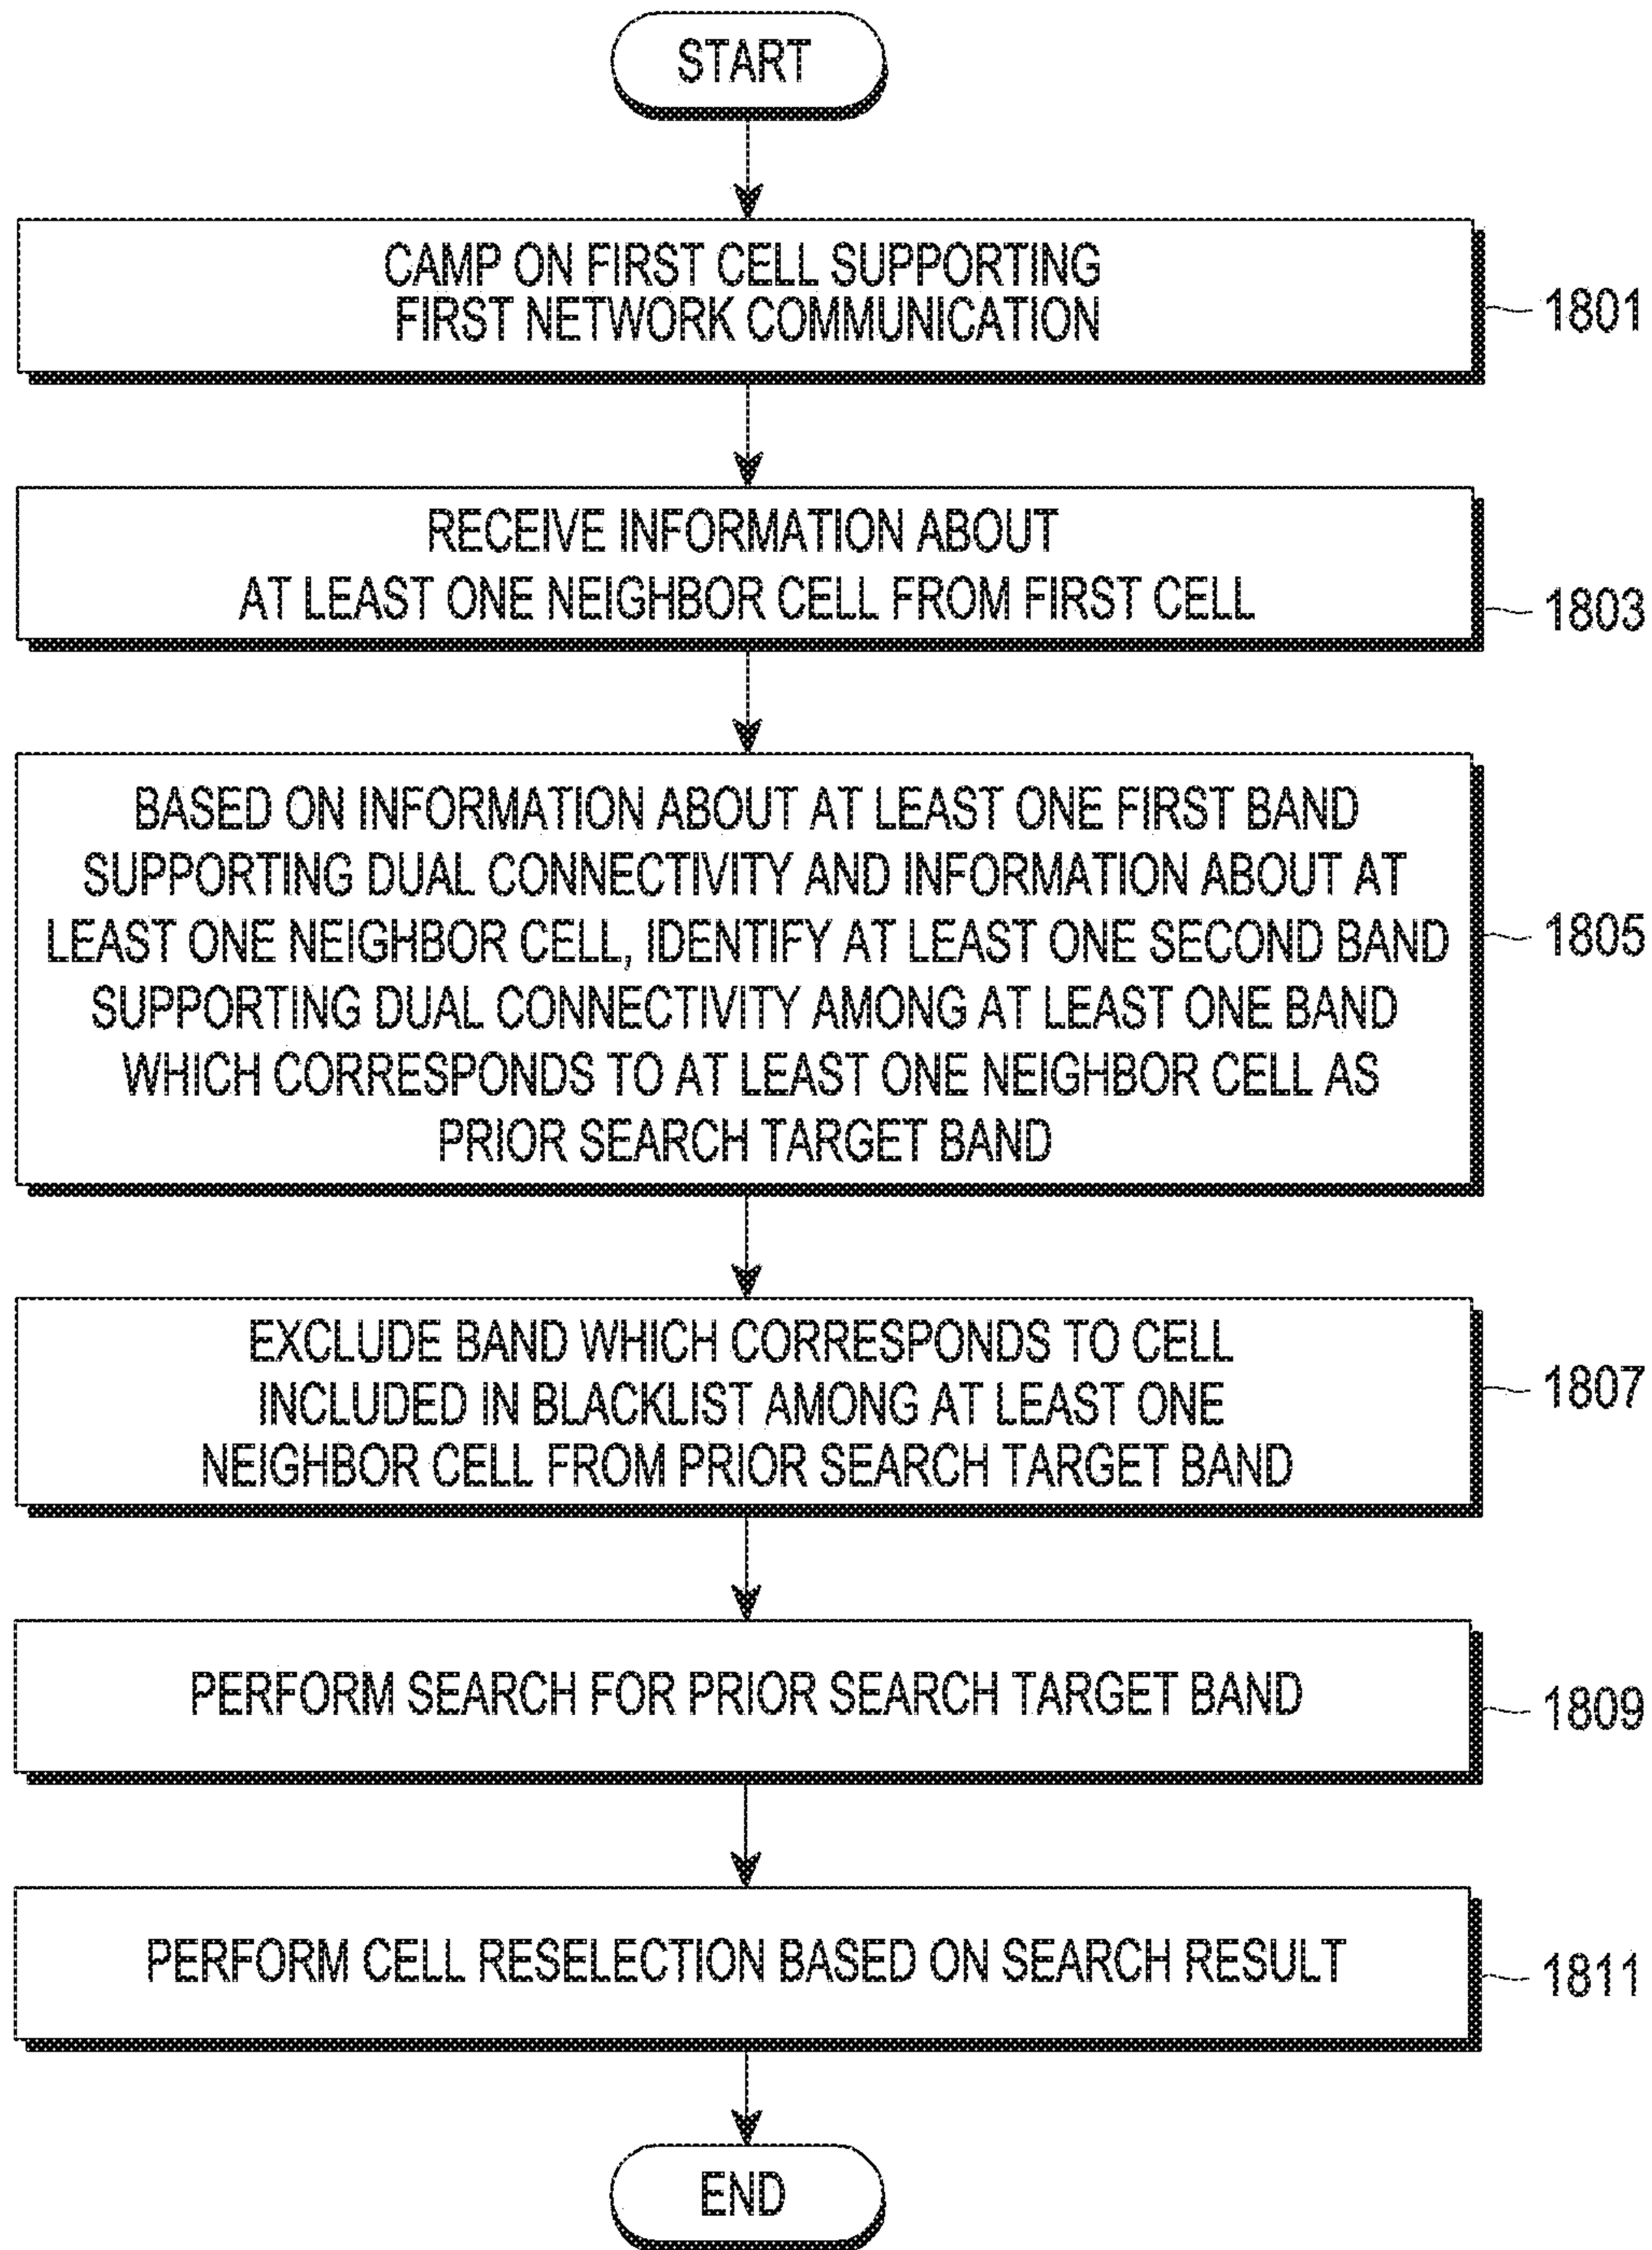 START
CAMP ON FIRST CELL SUPPORTING
FIRST NETWORK COMMUNICATION
1801
RECEIVE INFORMATION ABOUT
AT LEAST ONE NEIGHBOR CELL FROM FIRST CELL
1803
BASED ON INFORMATION ABOUT AT LEAST ONE FIRST BAND
SUPPORTING DUAL CONNECTIVITY AND INFORMATION ABOUT AT
LEAST ONE NEIGHBOR CELL, IDENTIFY AT LEAST ONE SECOND BAND
SUPPORTING DUAL CONNECTIVITY AMONG AT LEAST ONE BAND
WHICH CORRESPONDS TO AT LEAST ONE NEIGHBOR CELL AS
PRIOR SEARCH TARGET BAND
1805
EXCLUDE BAND WHICH CORRESPONDS TO CELL
INCLUDED IN BLACKLIST AMONG AT LEAST ONE
NEIGHBOR CELL FROM PRIOR SEARCH TARGET BAND
1807
PERFORM SEARCH FOR PRIOR SEARCH TARGET BAND
1809
PERFORM CELL RESELECTION BASED ON SEARCH RESULT
1811
END